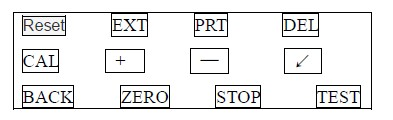 Reset EXT PRT DEL
CAL + — ↙
BACK ZERO STOP TEST